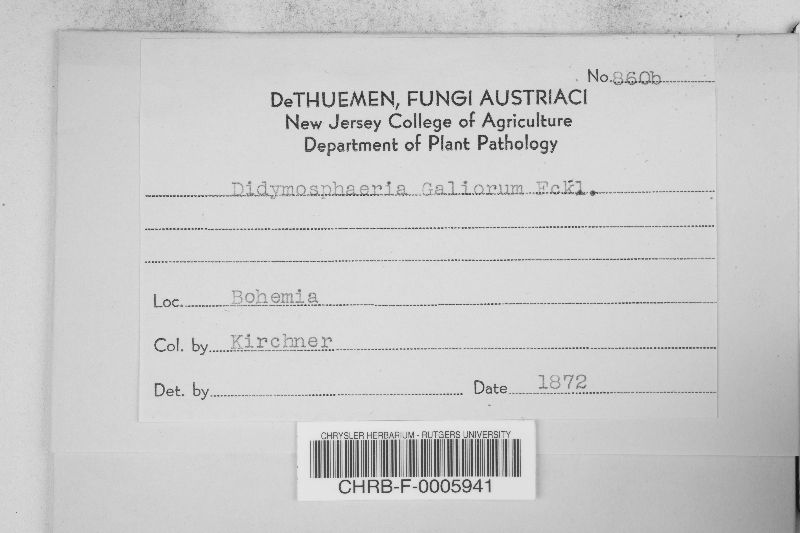 No. 860b
DeTHUEMEN, FUNGI AUSTRIACI
New Jersey College of Agriculture
Department of Plant Pathology
Didymosphaeria Galiorum Fckl.
Loc. Bohemia
Col. by Kirchner
Det. by Date 1872
CHRYSLER HERBARIUM - RUTGERS UNIVERSITY
CHRB-F-0005941